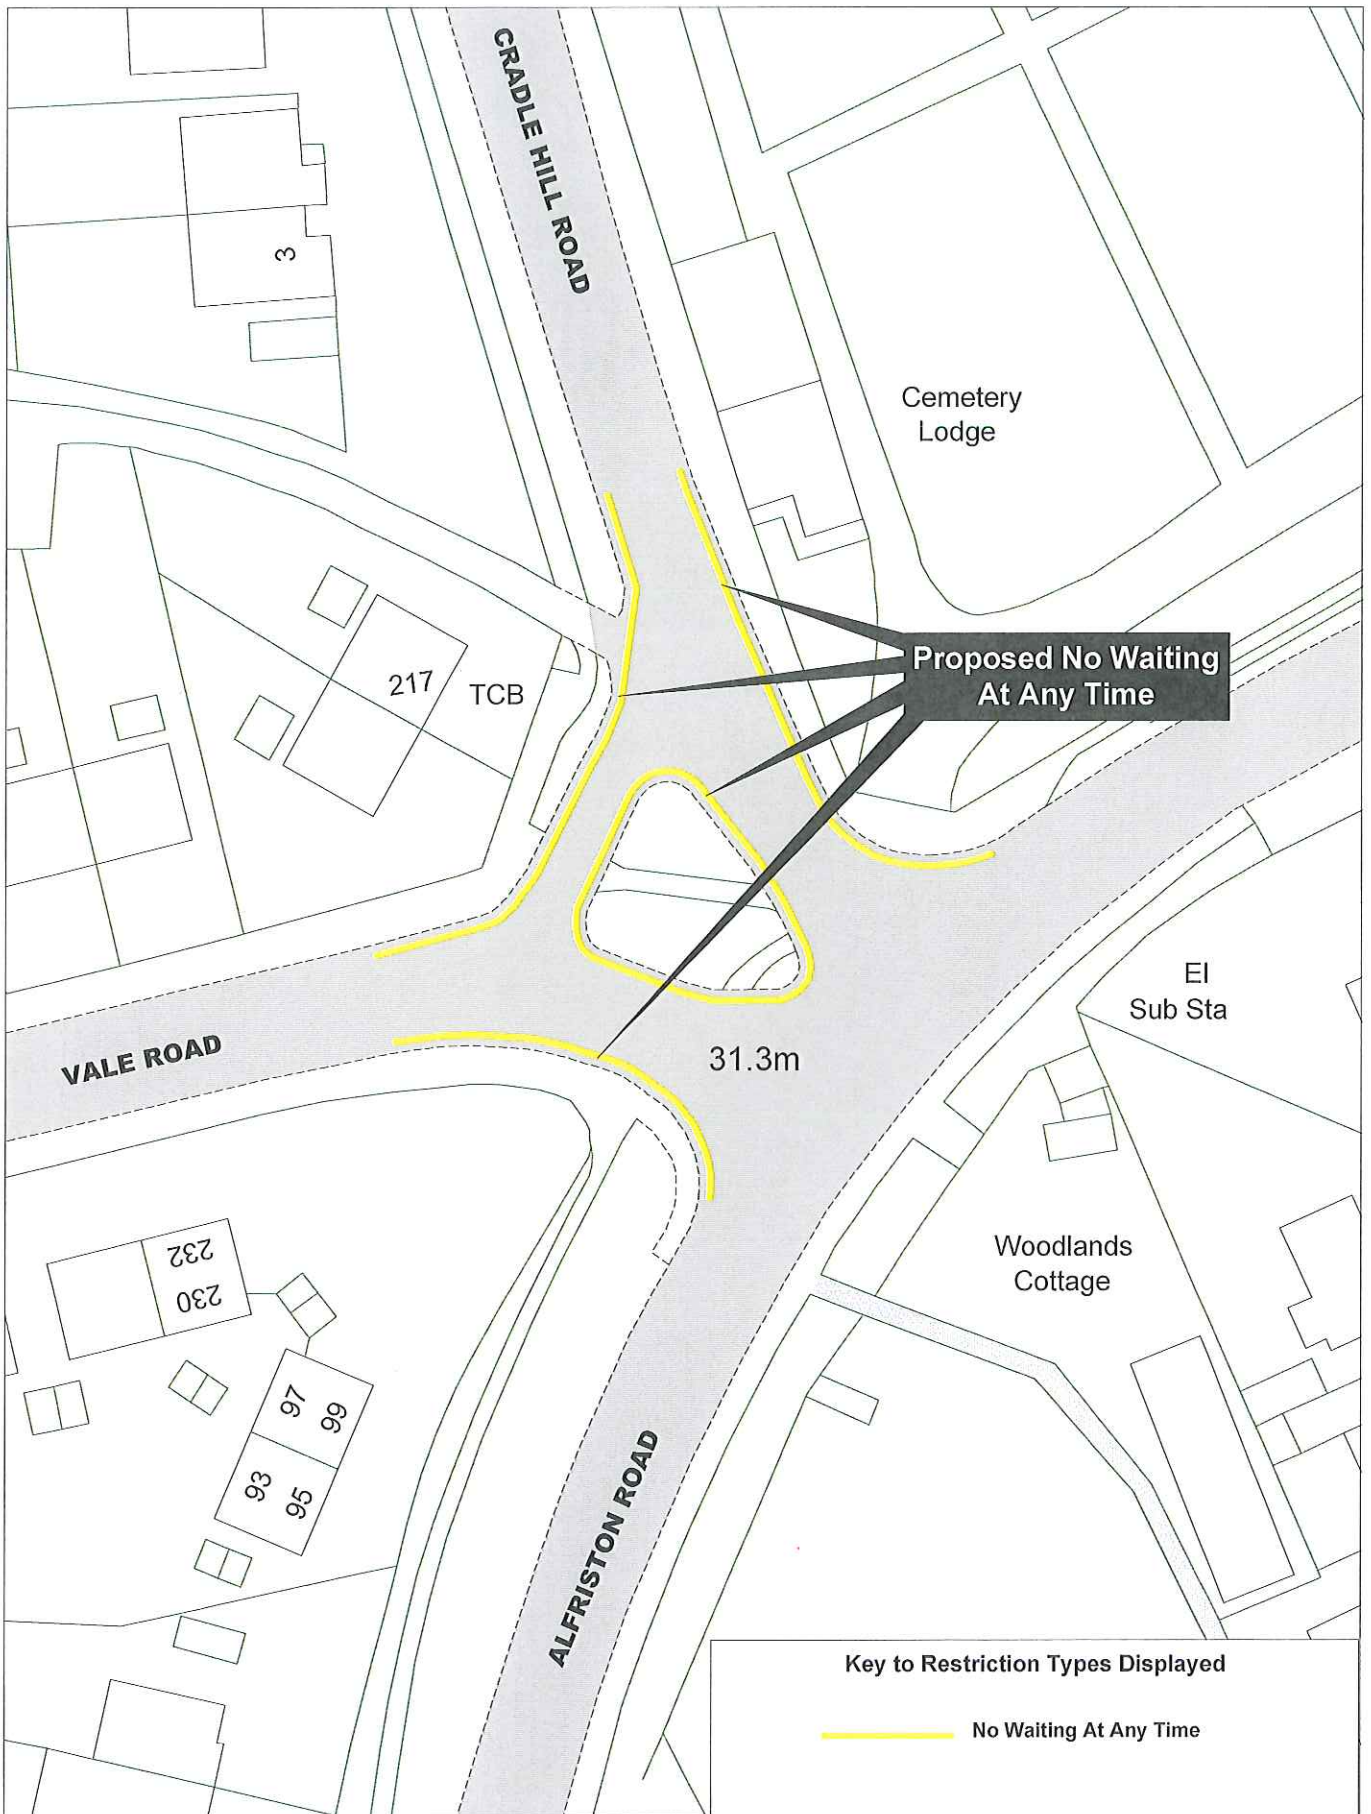 CRADLE HILL ROAD
3
Cemetery
Lodge
Proposed No Waiting
At Any Time
217
TCB
El
Sub Sta
VALE ROAD
31.3m
232
230
Woodlands
Cottage
97
99
93
95
ALFRISTON ROAD
Key to Restriction Types Displayed
No Waiting At Any Time